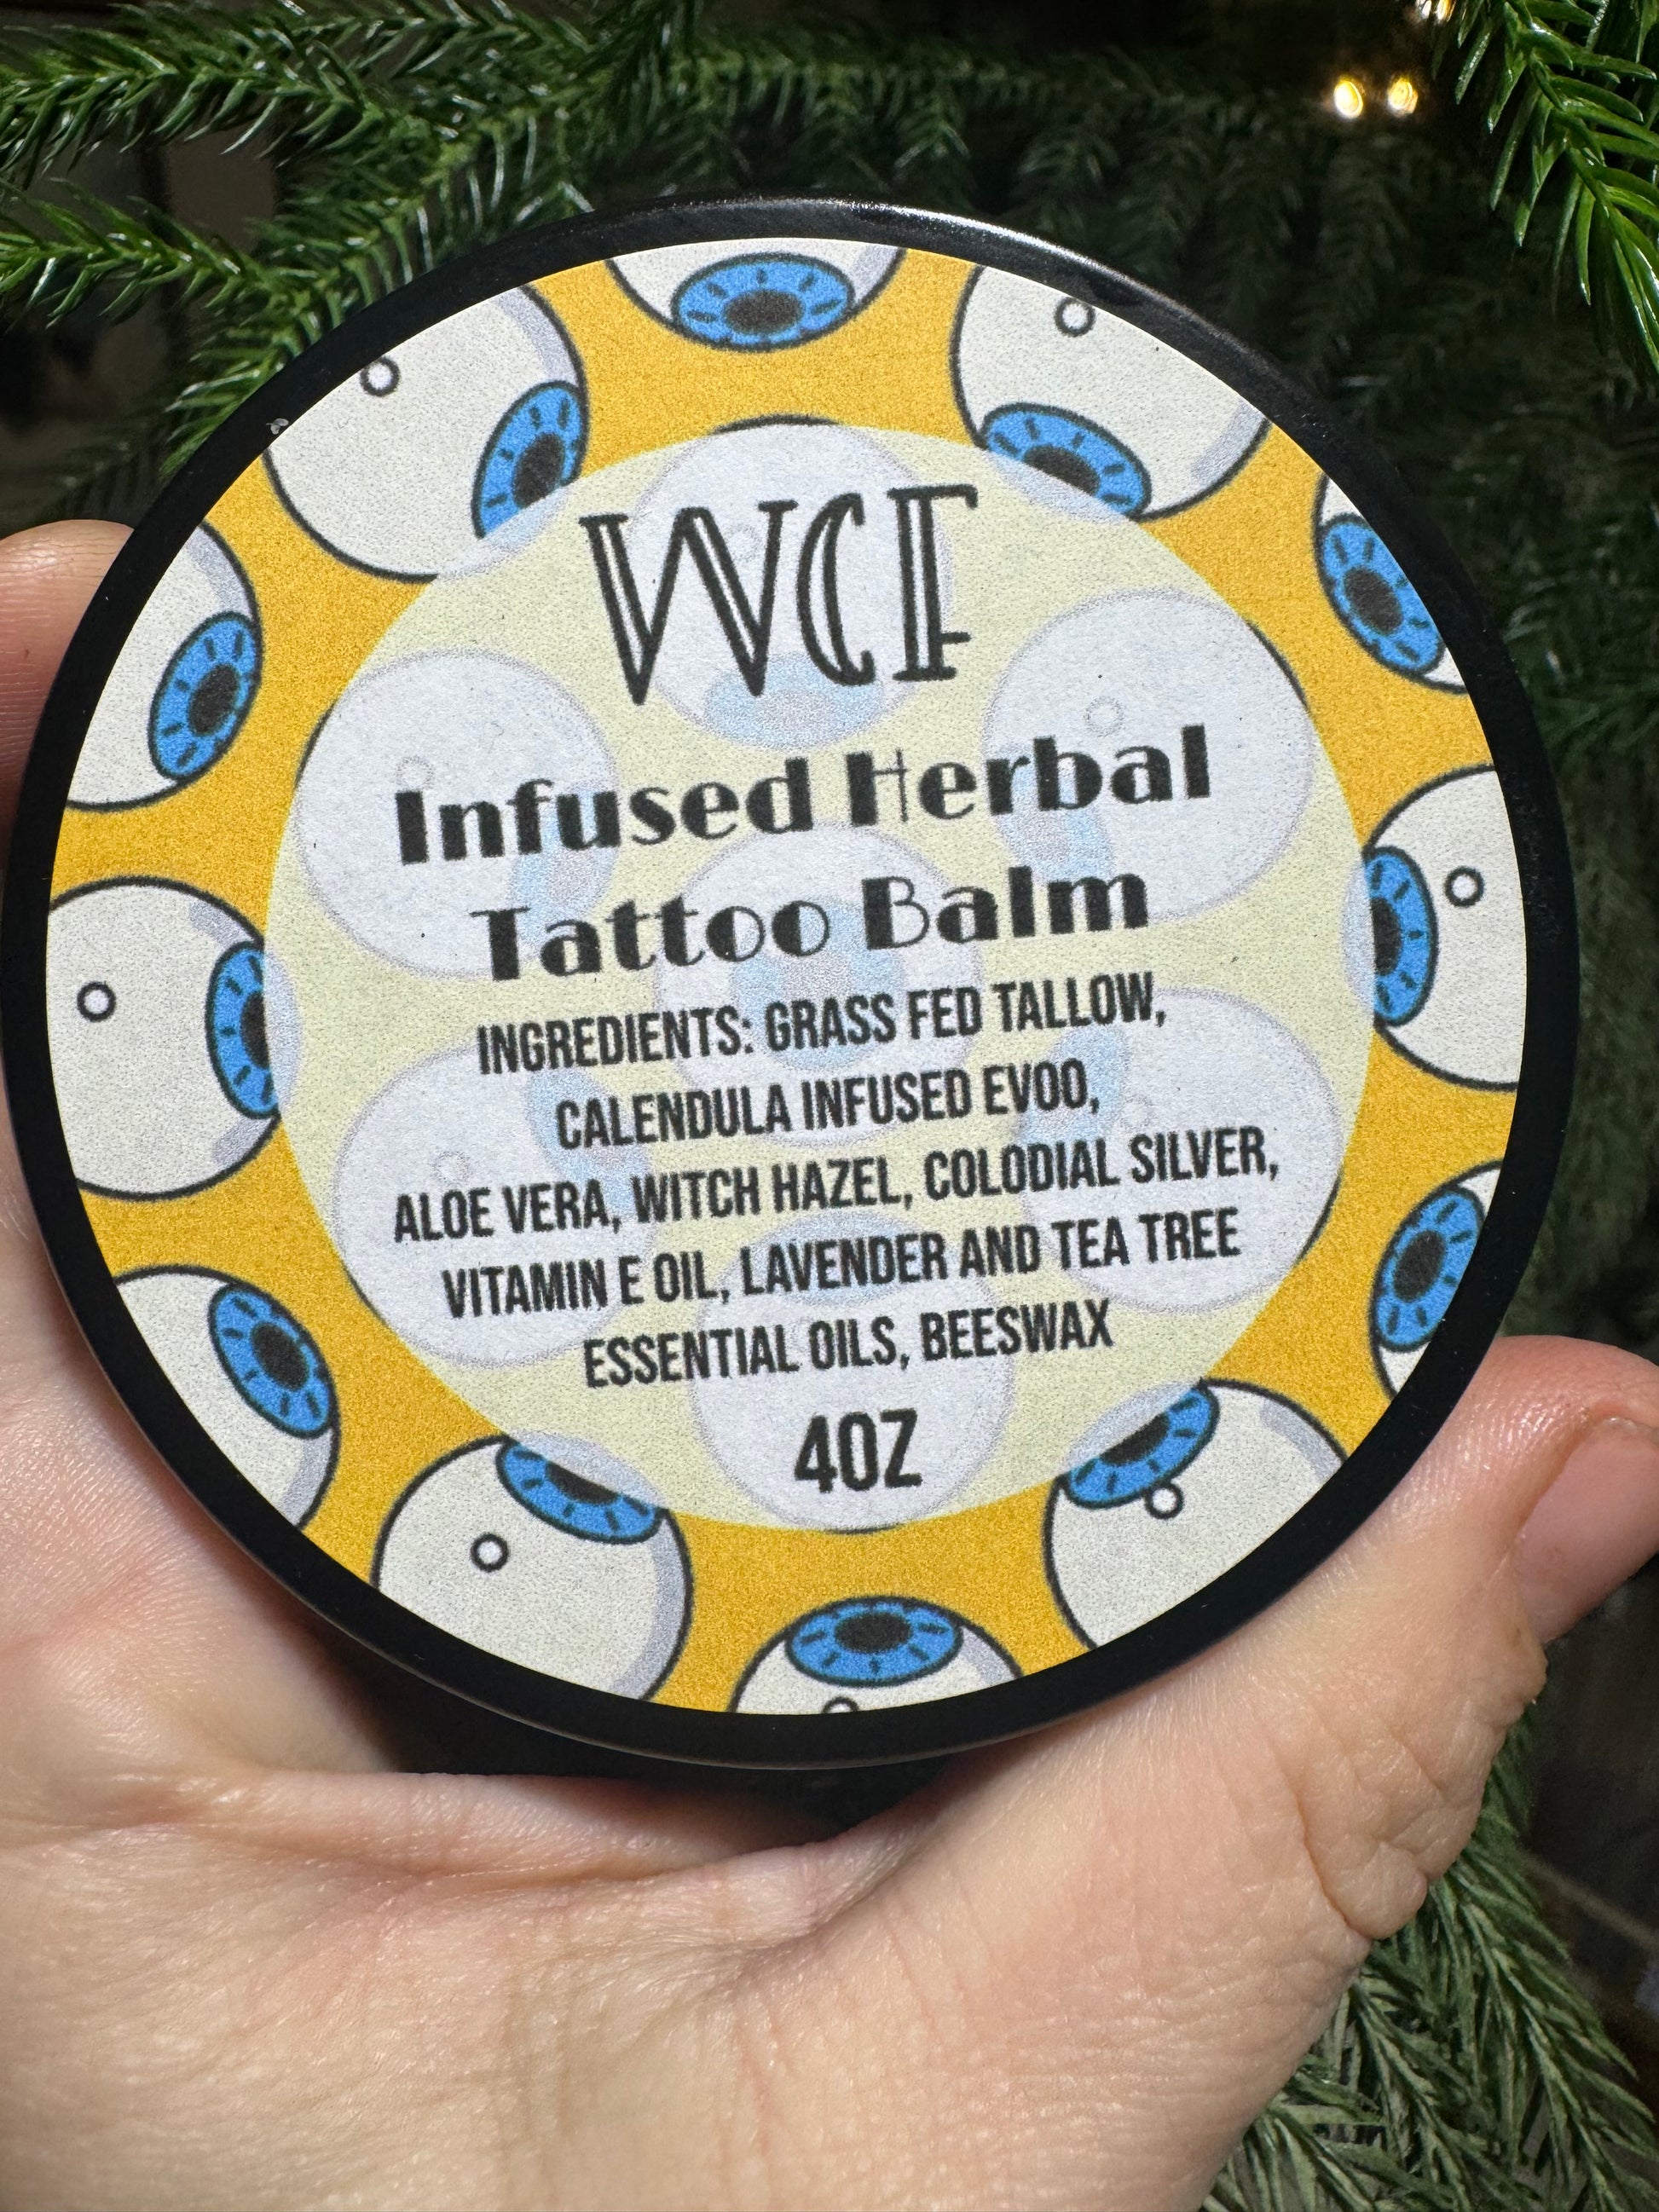 WCF
Infused Herbal
Tattoo Balm
INGREDIENTS: GRASS FED TALLOW,
CALENDULA INFUSED EVOO,
ALOE VERA, WITCH HAZEL, COLODIAL SILVER,
VITAMIN E OIL, LAVENDER AND TEA TREE
ESSENTIAL OILS, BEESWAX
4OZ